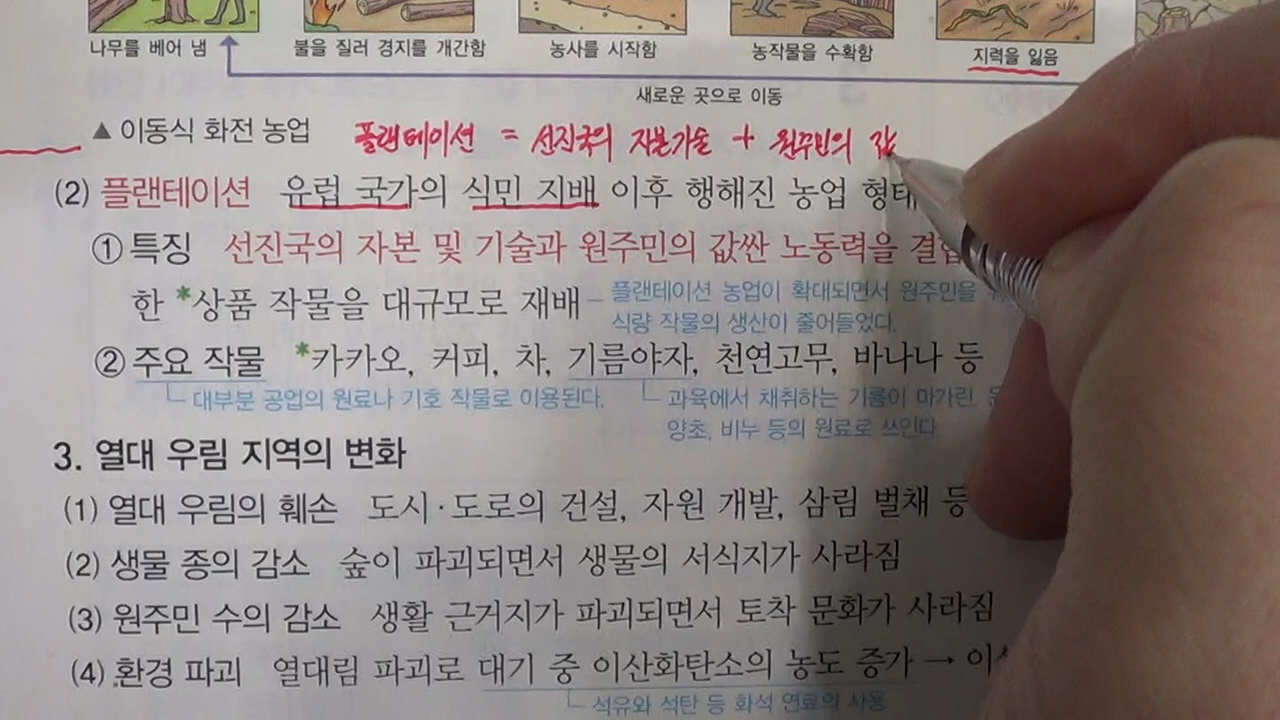 나무를 베어 냄 불을 질러 경지를 개간함 농사를 시작함 농작물을 수확함 지력을 잃음
새로운 곳으로 이동
▲ 이동식 화전 농업 플랜테이션 = 선진국의 자본기술 + 원주민의 값
(2) 플랜테이션 유럽 국가의 식민 지배 이후 행해진 농업
① 특징 선진국의 자본 및 기술과 원주민의 값싼 노동력을
한 *상품 작물을 대규모로 재배
플랜테이션 농업이 확대되면서 원주민을
식량 작물의 생산이 줄어들었다.
② 주요 작물 *카카오, 커피, 차, 기름야자, 천연고무, 바나나 등
대부분 공업의 원료나 기호 작물로 이용된다.
과육에서 채취하는 기름이 마가린,
양초, 비누 등의 원료로 쓰인다.
3. 열대 우림 지역의 변화
(1) 열대 우림의 훼손 도시·도로의 건설, 자원 개발, 삼림 벌채 등
(2) 생물 종의 감소 숲이 파괴되면서 생물의 서식지가 사라짐
(3) 원주민 수의 감소 생활 근거지가 파괴되면서 토착 문화가 사라짐
(4) 환경 파괴 열대림 파괴로 대기 중 이산화탄소의 농도 증가 →
석유와 석탄 등 화석 연료의 사용